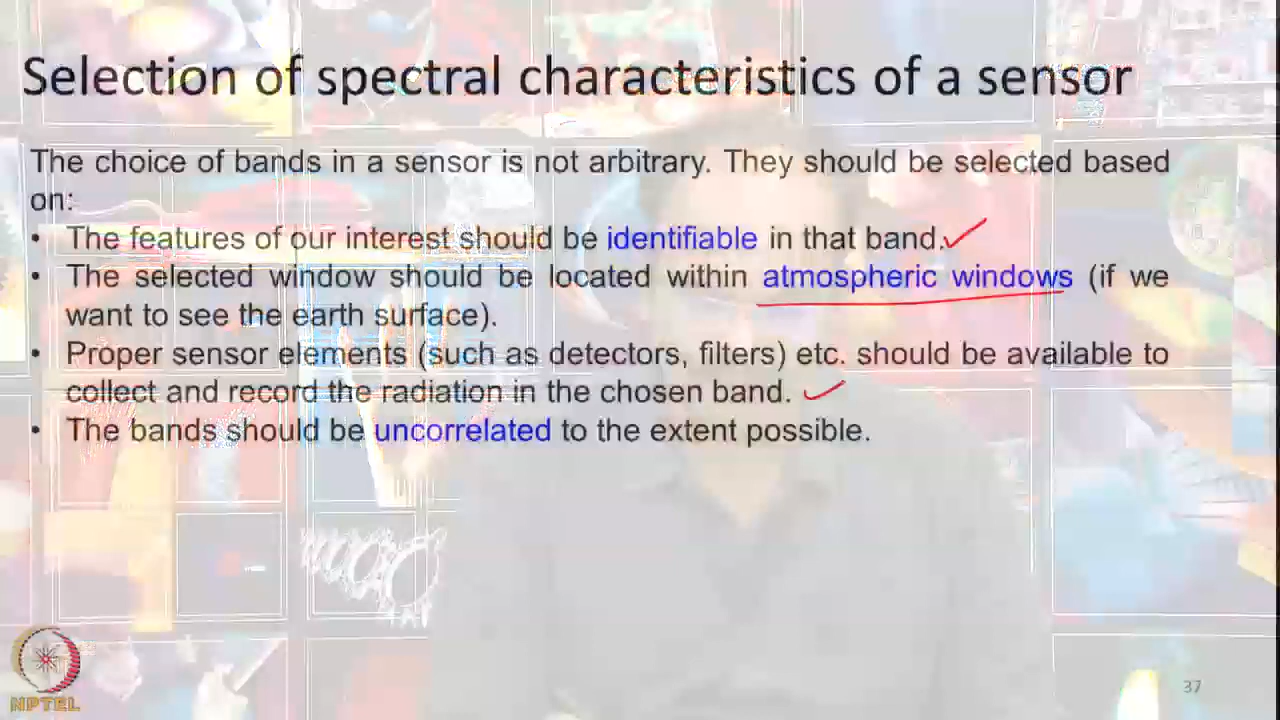 Selection of spectral characteristics of a sensor
The choice of bands in a sensor is not arbitrary. They should be selected based
on:
• The features of our interest should be identifiable in that band.
• The selected window should be located within atmospheric windows (if we
want to see the earth surface).
• Proper sensor elements (such as detectors, filters) etc. should be available to
collect and record the radiation in the chosen band.
• The bands should be uncorrelated to the extent possible.
NPTEL
37